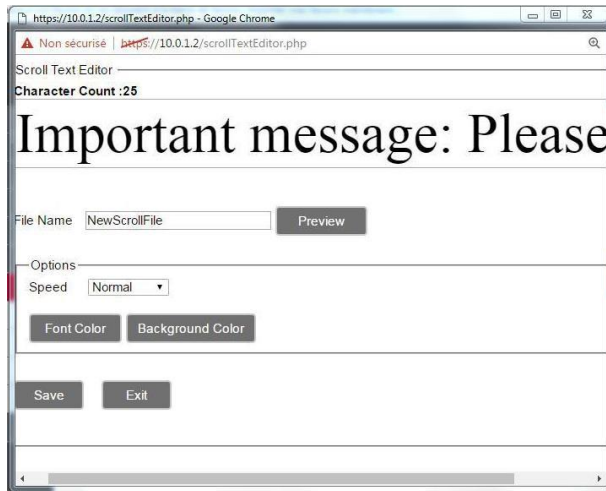 https://10.0.1.2/scrollTextEditor.php - Google Chrome
Non sécurisé | https://10.0.1.2/scrollTextEditor.php
Scroll Text Editor
Character Count :25
Important message: Please
File Name NewScrollFile Preview
Options
Speed Normal
Font Color Background Color
Save Exit